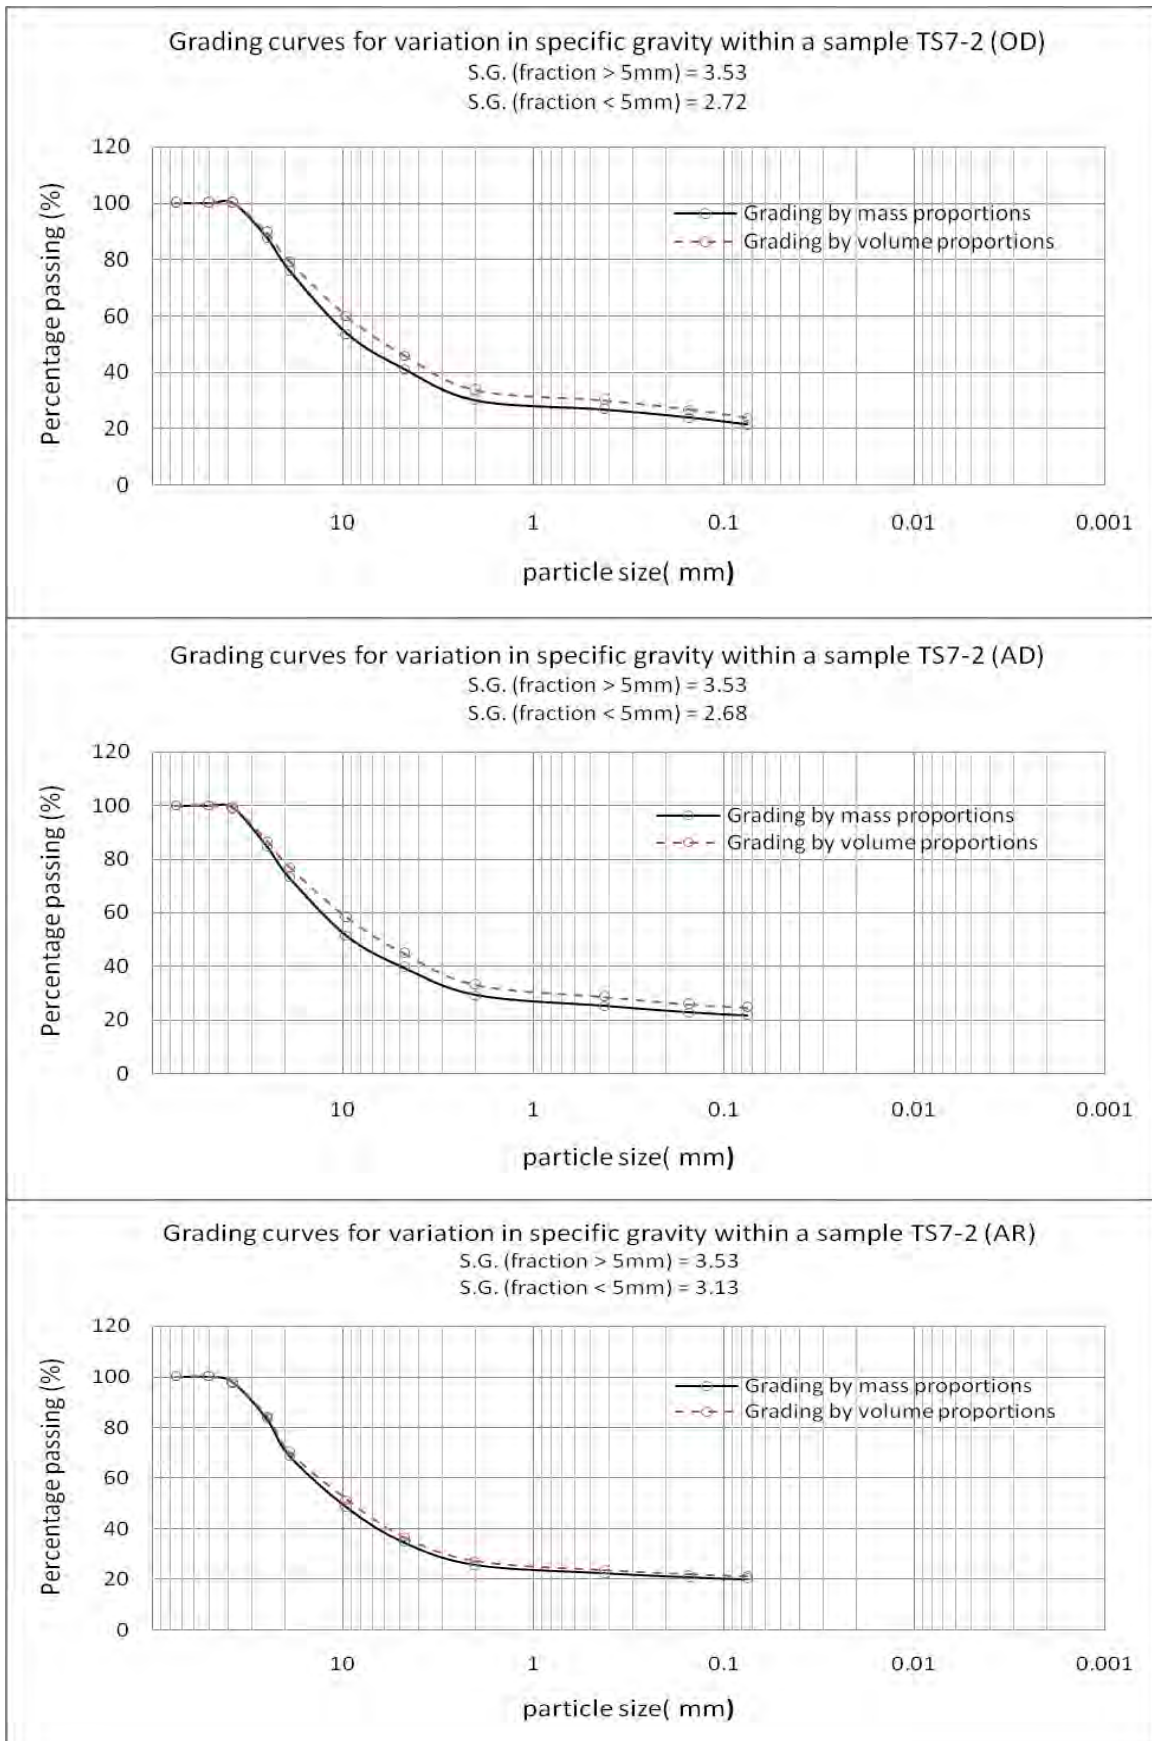 Grading curves for variation in specific gravity within a sample TS7-2 (OD)
S.G. (fraction > 5mm) = 3.53
S.G. (fraction < 5mm) = 2.72
Percentage passing (%)
120
100
80
60
40
20
0
Grading by mass proportions
Grading by volume proportions
10 1 0.1 0.01 0.001
particle size( mm)
Grading curves for variation in specific gravity within a sample TS7-2 (AD)
S.G. (fraction > 5mm) = 3.53
S.G. (fraction < 5mm) = 2.68
Percentage passing (%)
120
100
80
60
40
20
0
Grading by mass proportions
Grading by volume proportions
10 1 0.1 0.01 0.001
particle size( mm)
Grading curves for variation in specific gravity within a sample TS7-2 (AR)
S.G. (fraction > 5mm) = 3.53
S.G. (fraction < 5mm) = 3.13
Percentage passing (%)
120
100
80
60
40
20
0
Grading by mass proportions
Grading by volume proportions
10 1 0.1 0.01 0.001
particle size( mm)